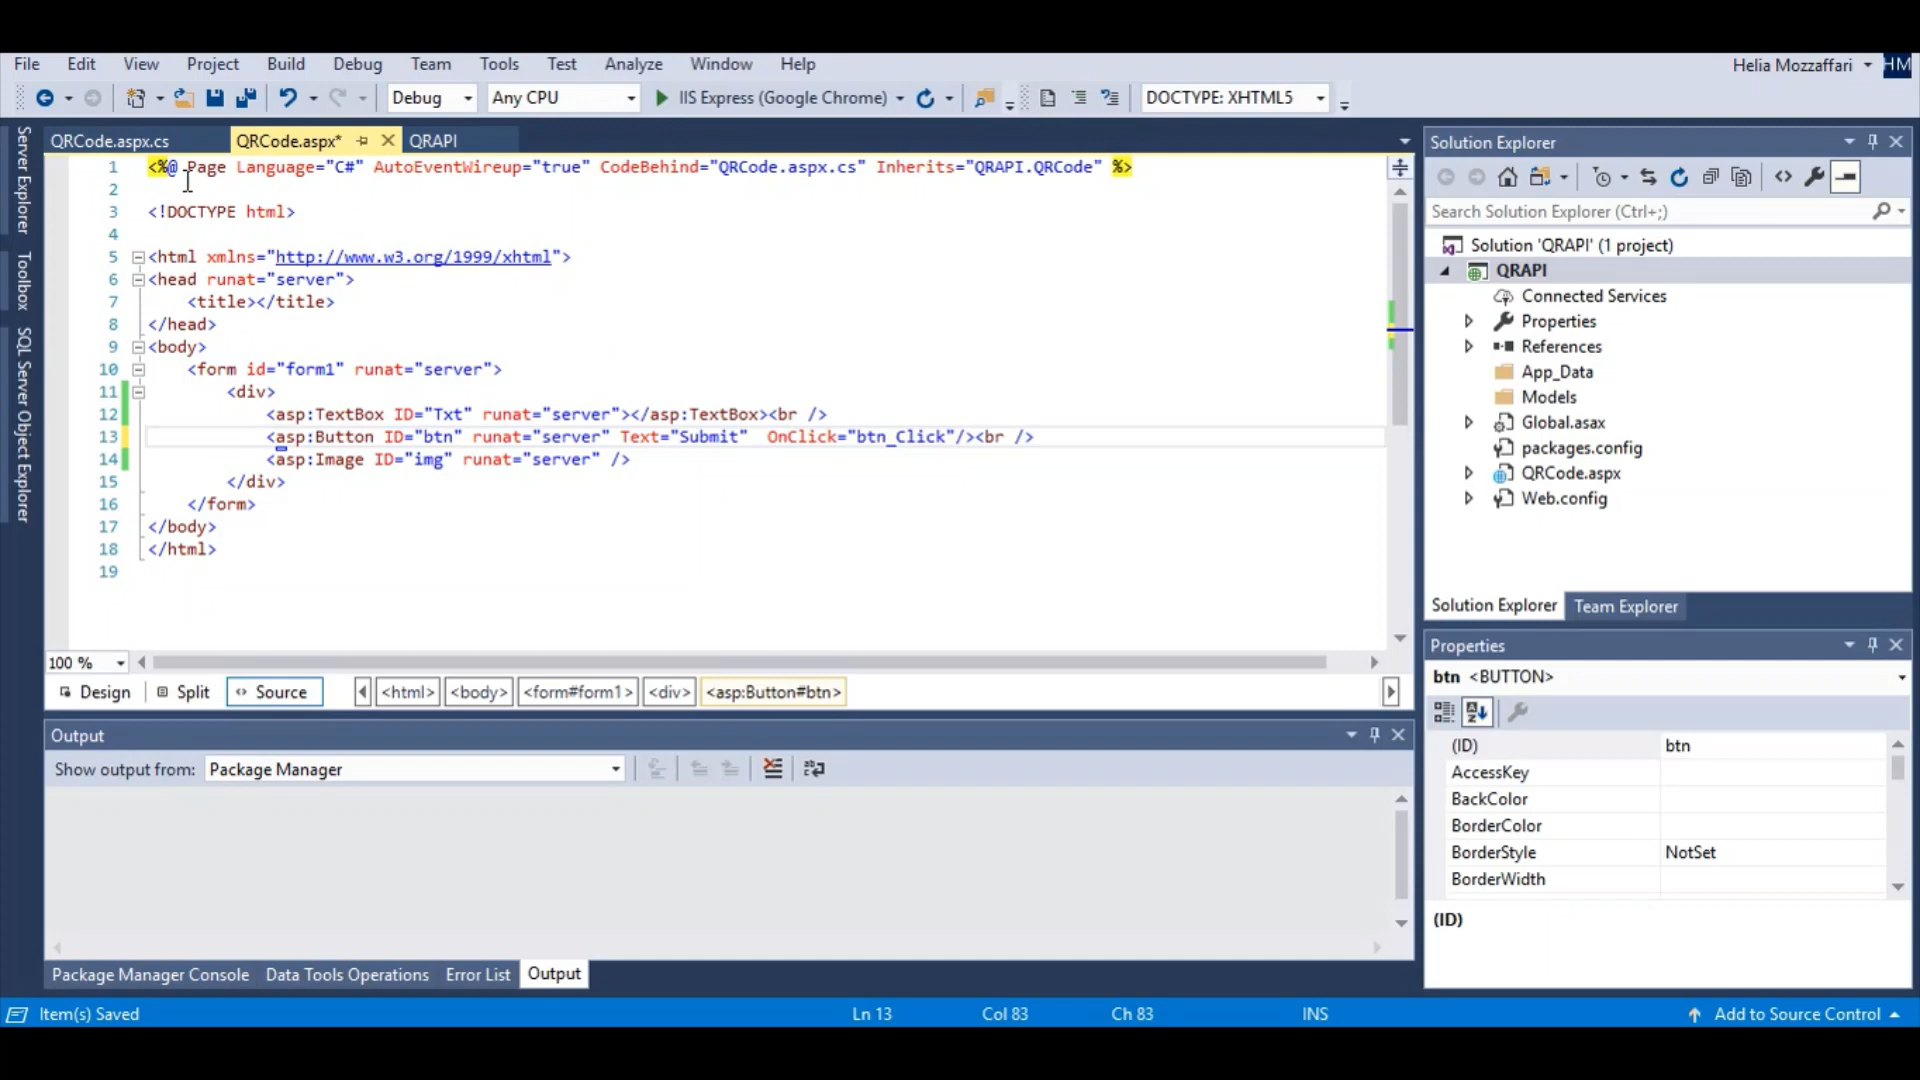 File Edit View Project Build Debug Team Tools Test Analyze Window Help Helia Mozzaffari HM
Debug Any CPU IIS Express (Google Chrome) DOCTYPE: XHTML5
Server Explorer
Toolbox
SQL Server Object Explorer
QRCode.aspx.cs QRCode.aspx* QRAPI
1 <%@ Page Language="C#" AutoEventWireup="true" CodeBehind="QRCode.aspx.cs" Inherits="QRAPI.QRCode" %>
2
3 <!DOCTYPE html>
4
5 <html xmlns="http://www.w3.org/1999/xhtml">
6 <head runat="server">
7 <title></title>
8 </head>
9 <body>
10 <form id="form1" runat="server">
11 <div>
12 <asp:TextBox ID="Txt" runat="server"></asp:TextBox><br />
13 <asp:Button ID="btn" runat="server" Text="Submit"  OnClick="btn_Click"/><br />
14 <asp:Image ID="img" runat="server" />
15 </div>
16 </form>
17 </body>
18 </html>
19
100 %
Design Split Source <html> <body> <form#form1> <div> <asp:Button#btn>
Output
Show output from: Package Manager
Package Manager Console Data Tools Operations Error List Output
Solution Explorer
Search Solution Explorer (Ctrl+;)
Solution 'QRAPI' (1 project)
QRAPI
Connected Services
Properties
References
App_Data
Models
Global.asax
packages.config
QRCode.aspx
Web.config
Solution Explorer Team Explorer
Properties
btn <BUTTON>
(ID) btn
AccessKey
BackColor
BorderColor
BorderStyle NotSet
BorderWidth
(ID)
Item(s) Saved Ln 13 Col 83 Ch 83 INS Add to Source Control